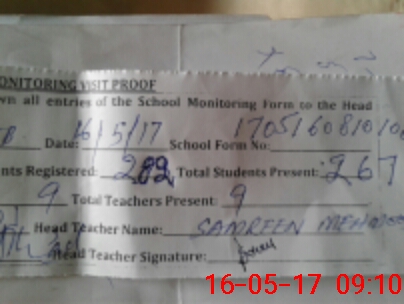 ONITORING VISIT PROOF
wn all entries of the School Monitoring Form to the Head
Date: 16/5/17 School Form No:
nts Registered: 282 Total Students Present: 267
9 Total Teachers Present: 9
Head Teacher Name: SAMREEN
Head Teacher Signature:
16-05-17 09:10